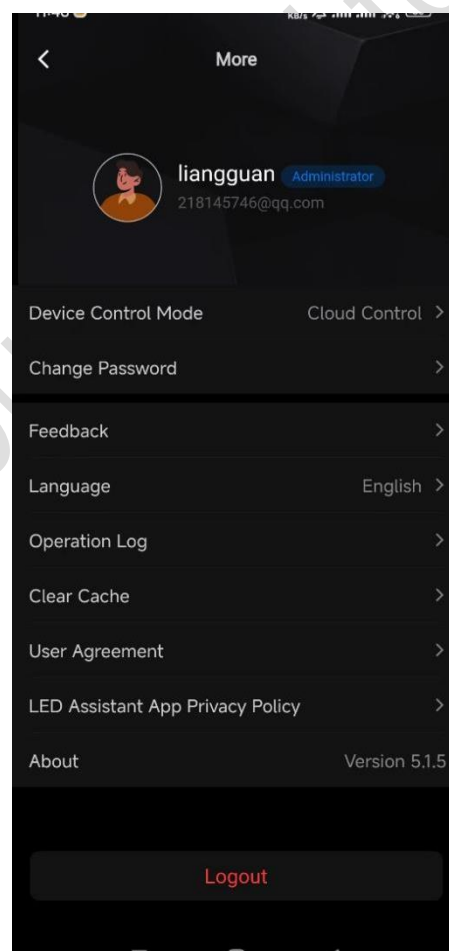 KB/s
More
liangguan Administrator
218145746@qq.com
Device Control Mode Cloud Control
Change Password
Feedback
Language English
Operation Log
Clear Cache
User Agreement
LED Assistant App Privacy Policy
About Version 5.1.5
Logout